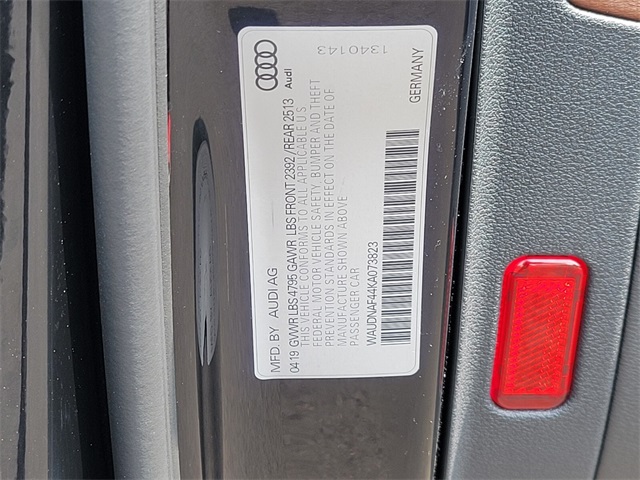 Audi
1340143
MFD. BY AUDI AG
0419 GVWR LBS 4795 GAWR LBS FRONT 2392/REAR 2513
THIS VEHICLE CONFORMS TO ALL APPLICABLE U S
FEDERAL MOTOR VEHICLE SAFETY, BUMPER AND THEFT
PREVENTION STANDARDS IN EFFECT ON THE DATE OF
MANUFACTURE SHOWN ABOVE
PASSENGER CAR
WAUDNAF44KA073823
GERMANY